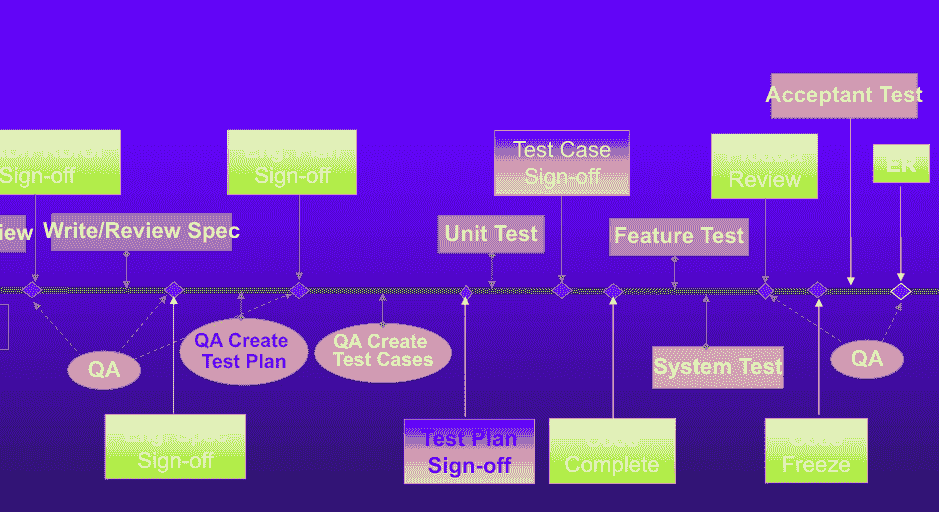 Acceptant Test
Sign-off
Sign-off
Test Case
Sign-off
Review
ER
Write/Review Spec
Unit Test
Feature Test
QA
QA Create
Test Plan
QA Create
Test Cases
System Test
QA
Sign-off
Test Plan
Sign-off
Complete
Freeze